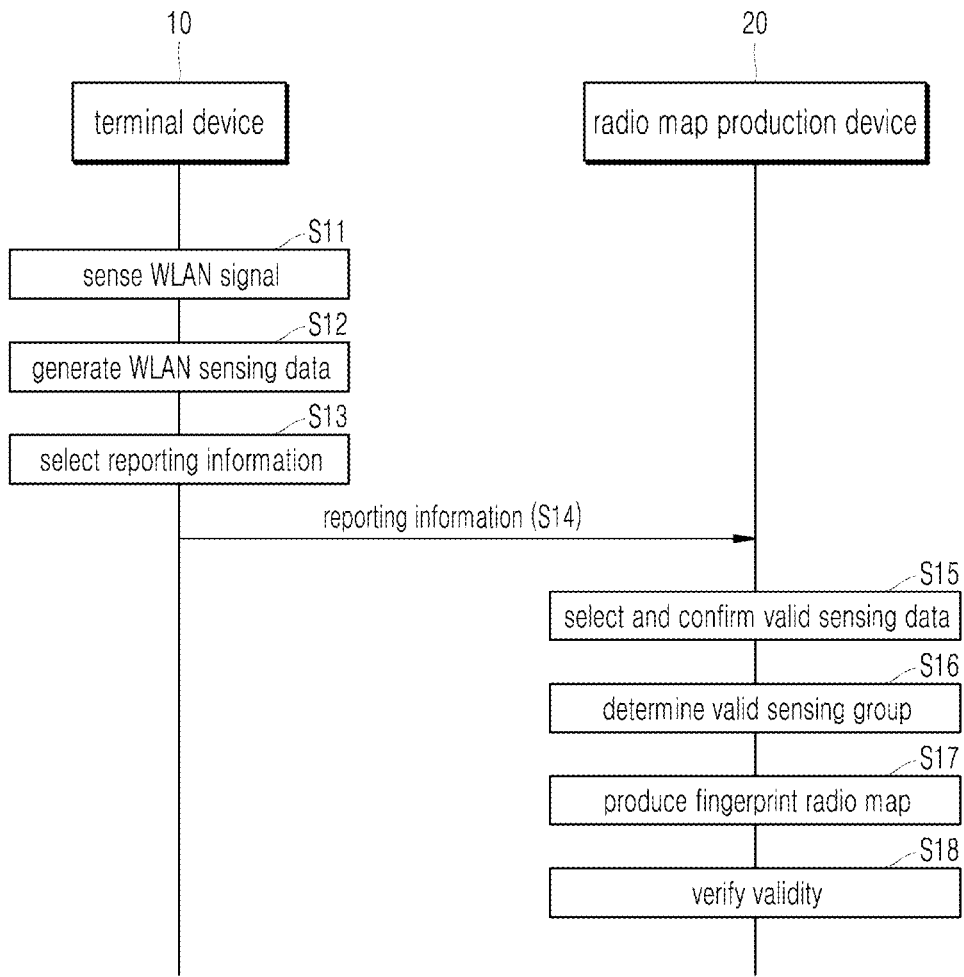 10
20
terminal device
radio map production device
S11
sense WLAN signal
S12
generate WLAN sensing data
S13
select reporting information
reporting information (S14)
S15
select and confirm valid sensing data
S16
determine valid sensing group
S17
produce fingerprint radio map
S18
verify validity